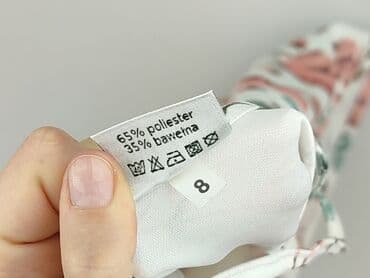 65% poliester
35% bawełna
8